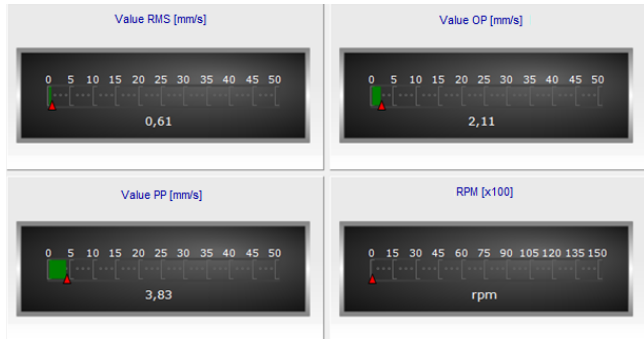 Value RMS [mm/s]
0 5 10 15 20 25 30 35 40 45 50
0,61
Value OP [mm/s]
0 5 10 15 20 25 30 35 40 45 50
2,11
Value PP [mm/s]
0 5 10 15 20 25 30 35 40 45 50
3,83
RPM [x100]
0 15 30 45 60 75 90 105 120 135 150
rpm